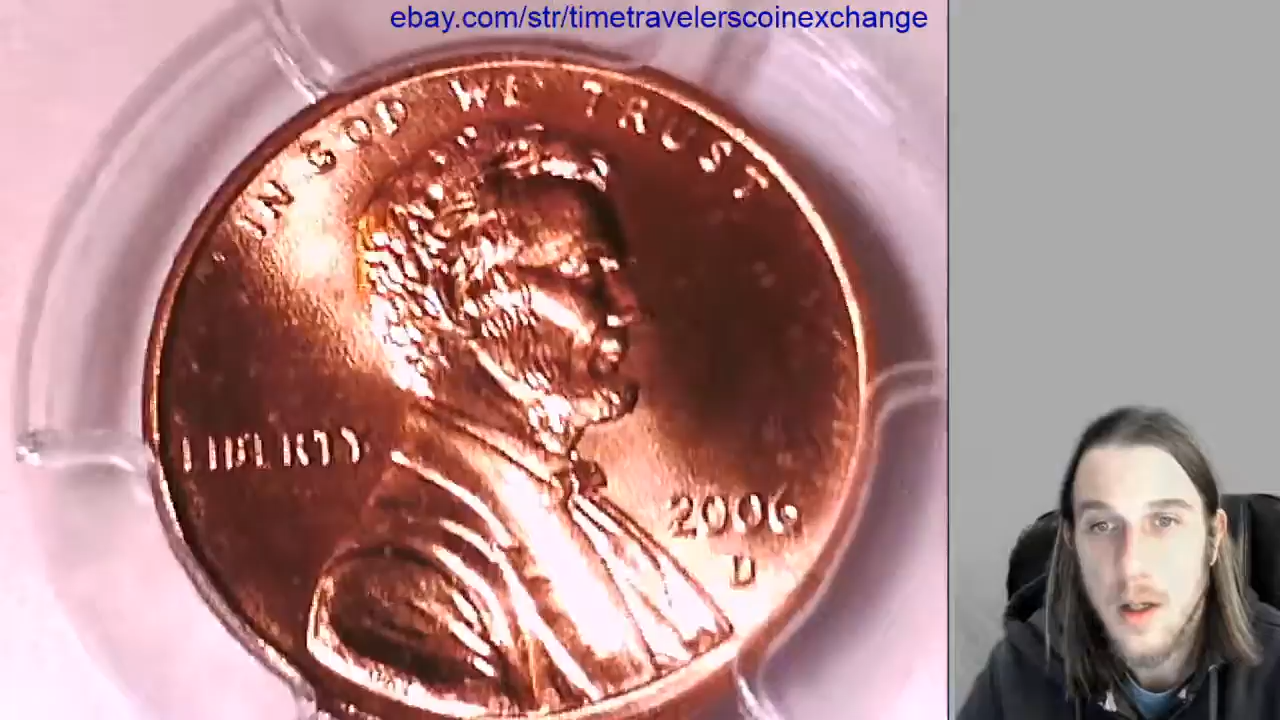 ebay.com/str/timetravelerscoinexchange
IN GOD WE TRUST
LIBERTY
2006
D